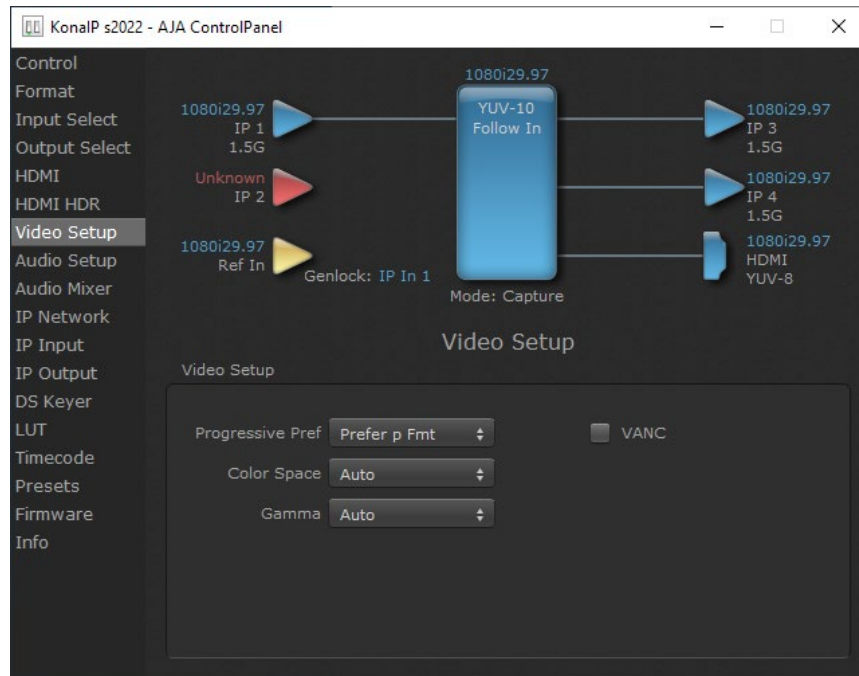 KonaIP s2022 - AJA ControlPanel
Control
Format
Input Select
Output Select
HDMI
HDMI HDR
Video Setup
Audio Setup
Audio Mixer
IP Network
IP Input
IP Output
DS Keyer
LUT
Timecode
Presets
Firmware
Info
1080i29.97
IP 1
1.5G
Unknown
IP 2
1080i29.97
Ref In
Genlock: IP In 1
1080i29.97
YUV-10
Follow In
Mode: Capture
1080i29.97
IP 3
1.5G
1080i29.97
IP 4
1.5G
1080i29.97
HDMI
YUV-8
Video Setup
Video Setup
Progressive Pref Prefer p Fmt VANC
Color Space Auto
Gamma Auto